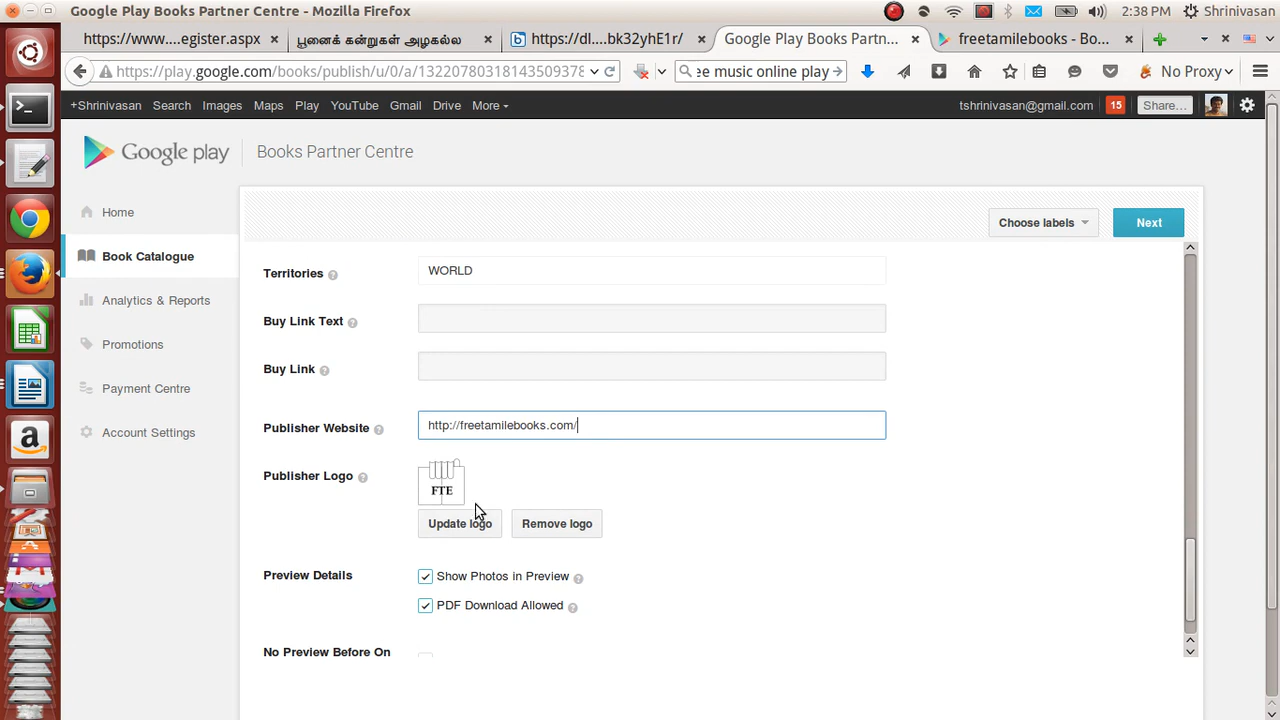 Google Play Books Partner Centre - Mozilla Firefox
2:38 PM Shrinivasan
https://www....egister.aspx
பூனைக் கன்றுகள் அழகல்ல
https://dl....bk32yhE1r/
Google Play Books Partn...
freetamilebooks - Bo...
https://play.google.com/books/publish/u/0/a/13220780318143509378
ee music online play
No Proxy
+Shrinivasan Search Images Maps Play YouTube Gmail Drive More
tshrinivasan@gmail.com 15 Share...
Google play Books Partner Centre
Home
Book Catalogue
Analytics & Reports
Promotions
Payment Centre
Account Settings
Choose labels Next
Territories WORLD
Buy Link Text
Buy Link
Publisher Website http://freetamilebooks.com/
Publisher Logo FTE
Update logo Remove logo
Preview Details Show Photos in Preview
PDF Download Allowed
No Preview Before On